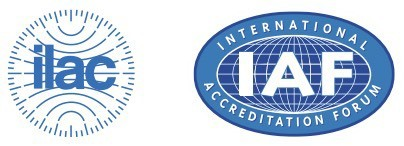 ilac
INTERNATIONAL
IAF
ACCREDITATION FORUM